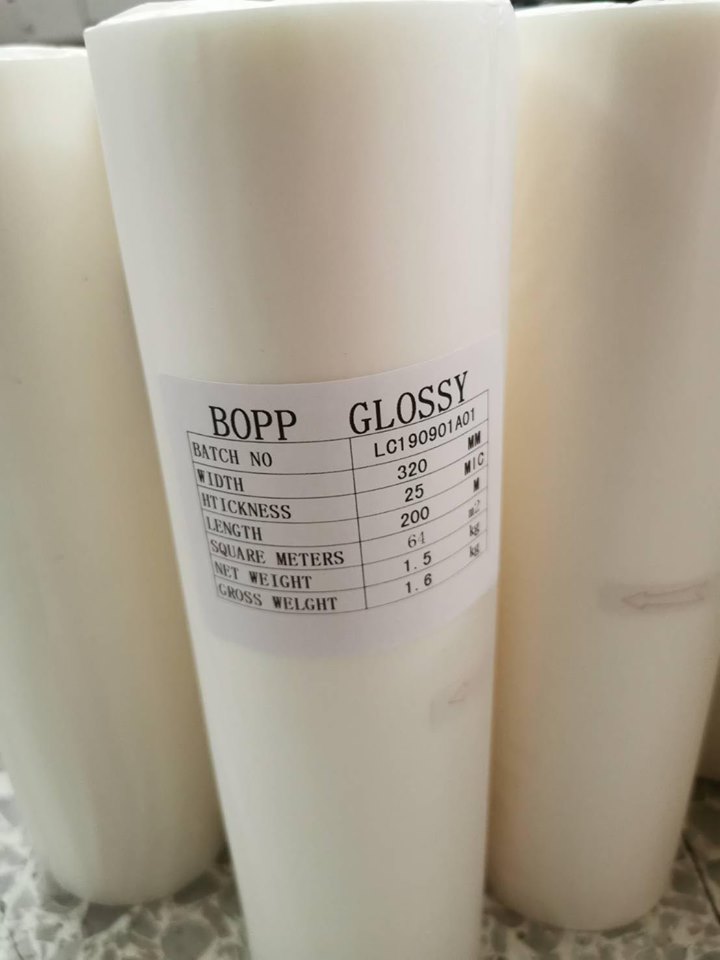 BOPP GLOSSY
BATCH NO LC190901A01
WIDTH 320 MM
HTICKNESS 25 MIC
LENGTH 200 M
SQUARE METERS 64 m2
NET WEIGHT 1.5 kg
GROSS WELGHT 1.6 kg